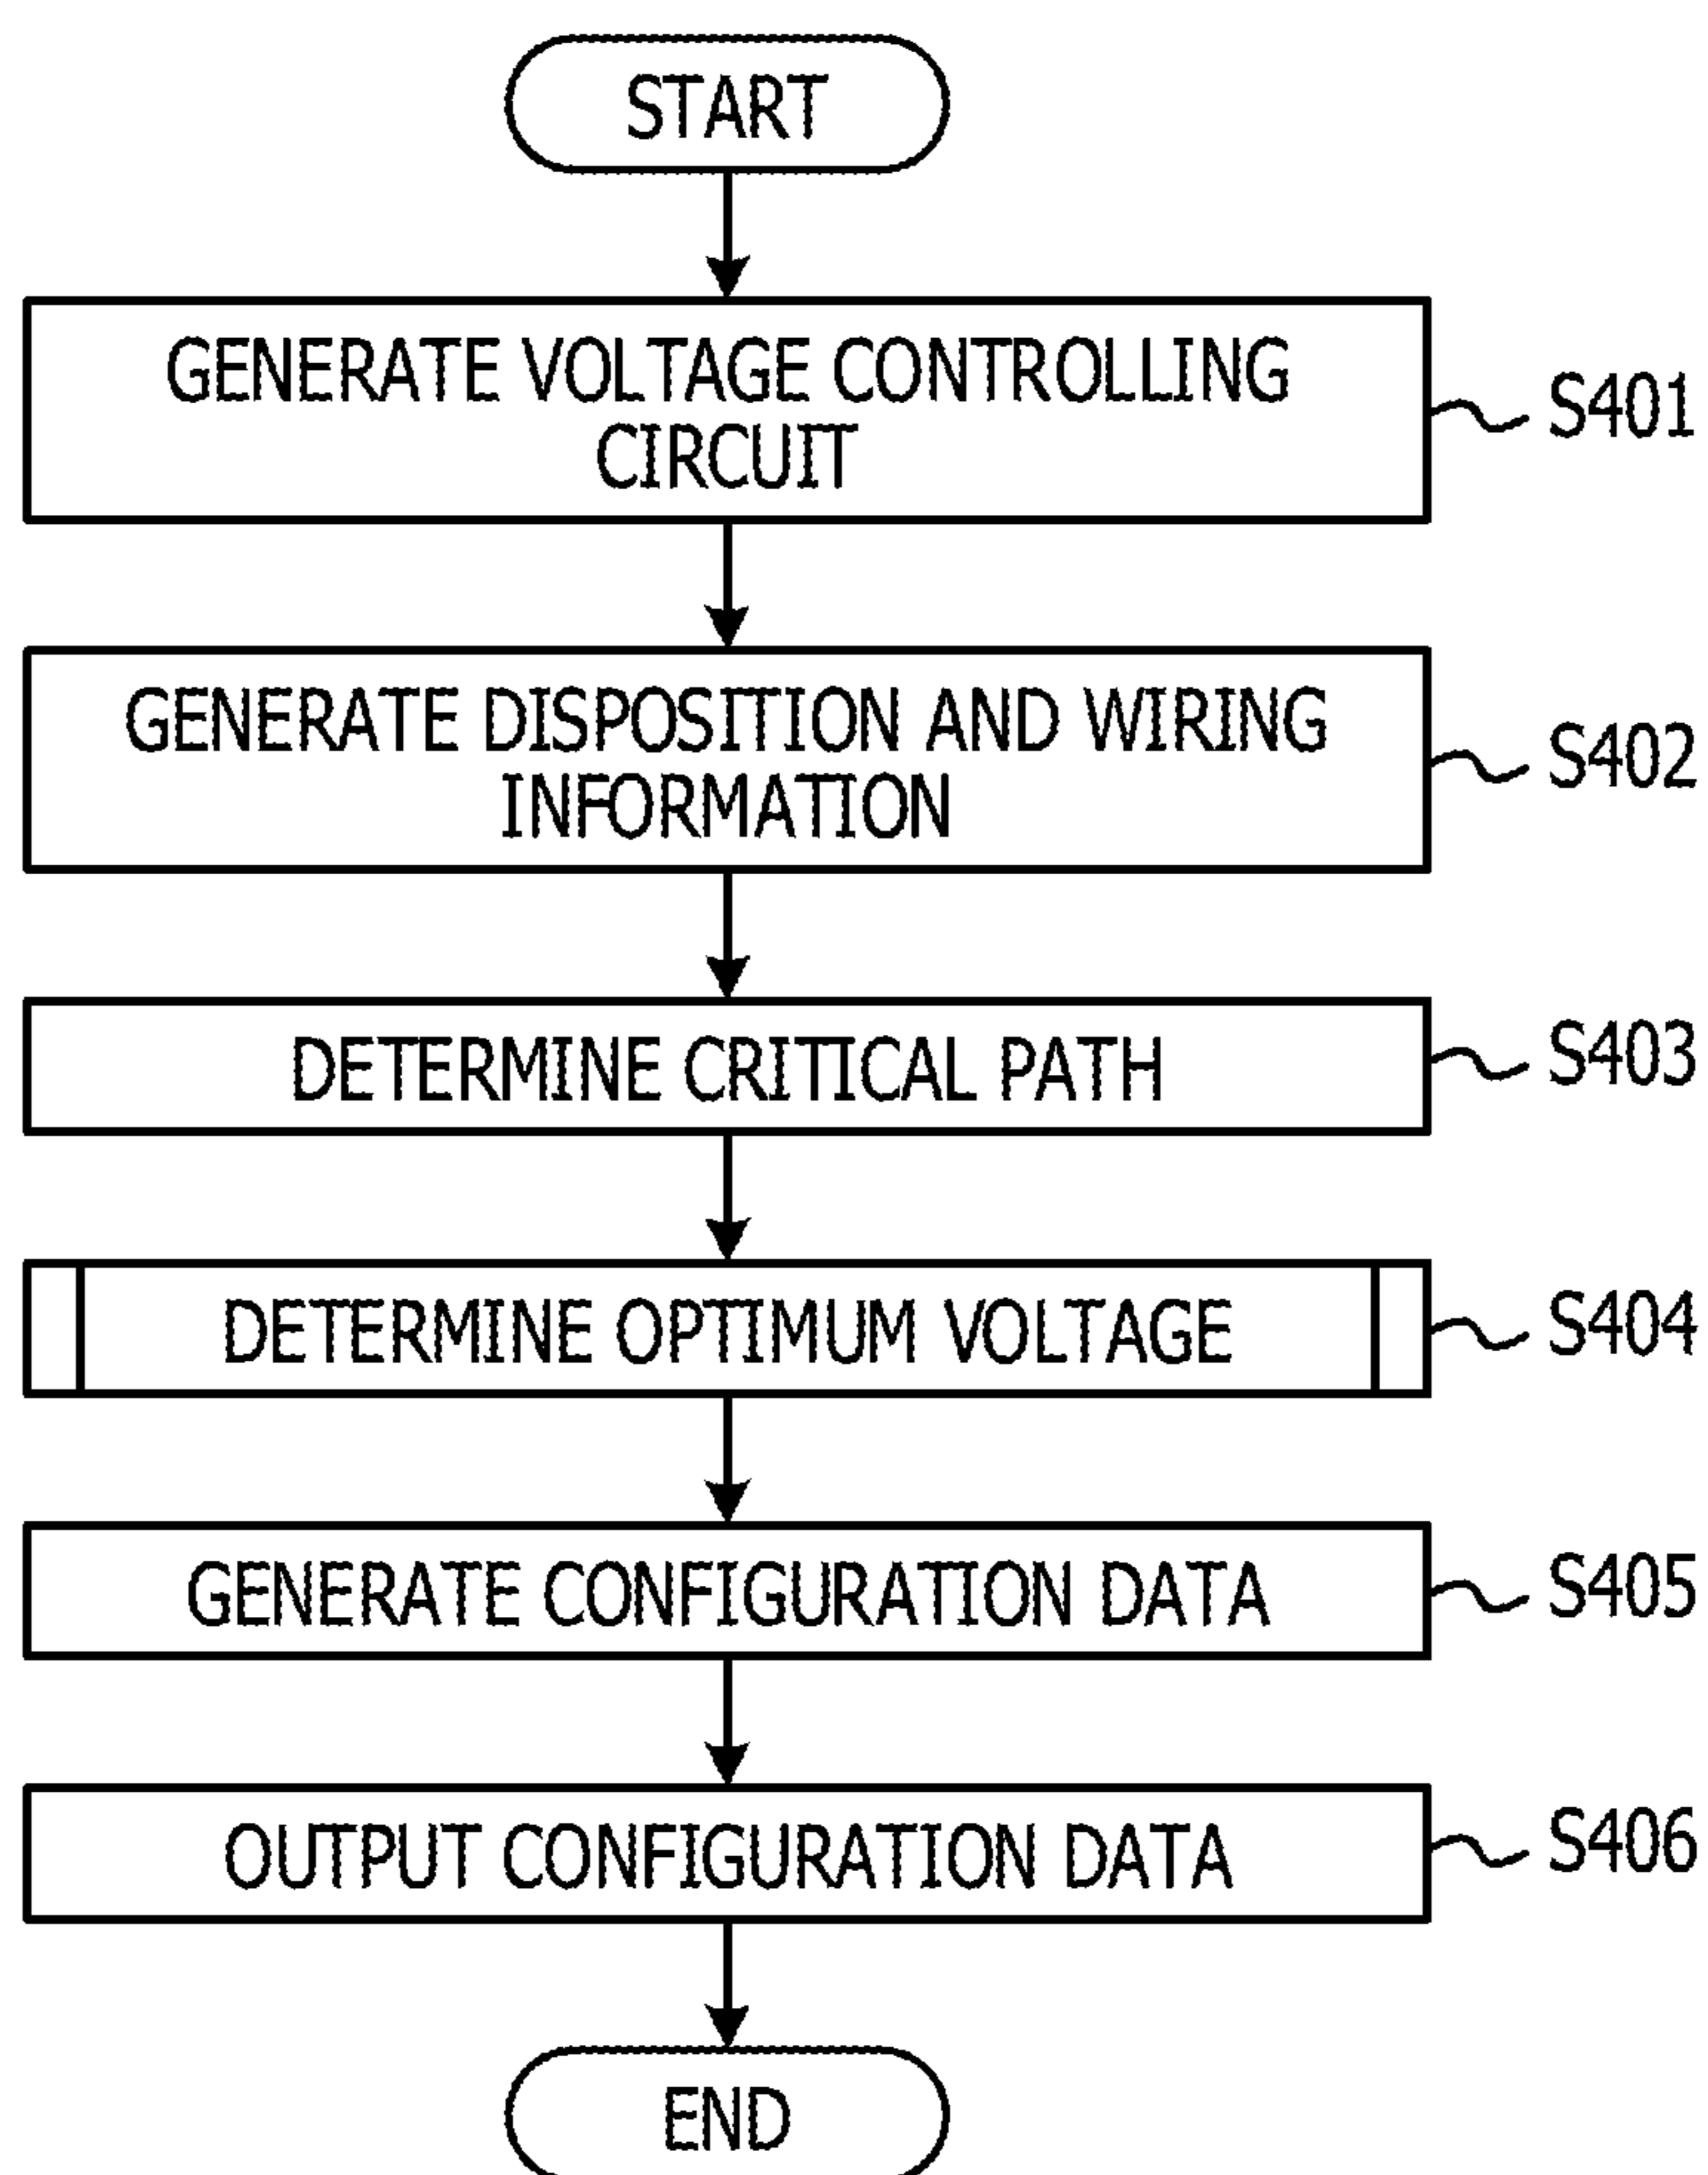 START
GENERATE VOLTAGE CONTROLLING
CIRCUIT
S401
GENERATE DISPOSITION AND WIRING
INFORMATION
S402
DETERMINE CRITICAL PATH
S403
DETERMINE OPTIMUM VOLTAGE
S404
GENERATE CONFIGURATION DATA
S405
OUTPUT CONFIGURATION DATA
S406
END